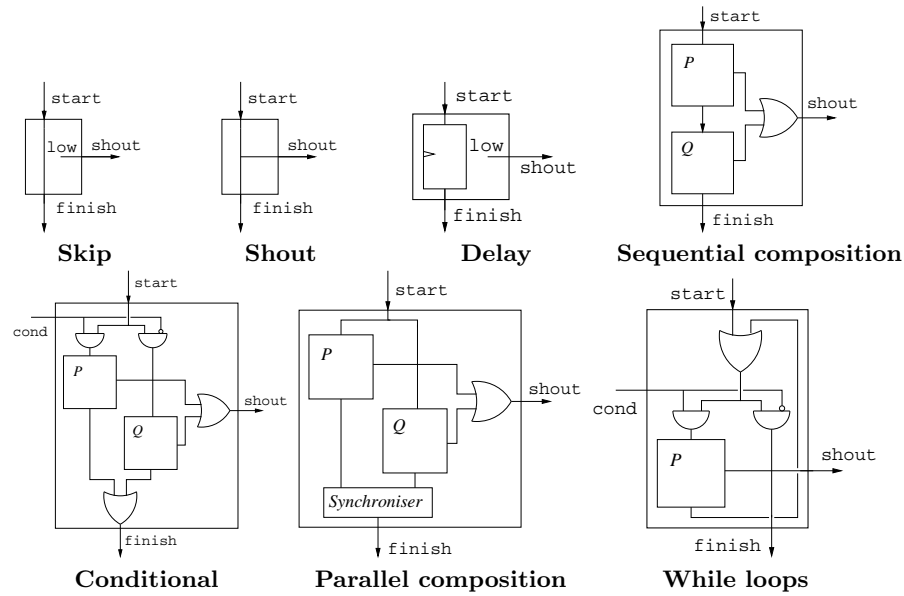 start
low
shout
finish
Skip
start
shout
finish
Shout
start
low
shout
finish
Delay
P
Q
shout
finish
Sequential composition
start
cond
P
Q
shout
finish
Conditional
start
P
Q
shout
Synchroniser
finish
Parallel composition
start
cond
P
shout
finish
While loops